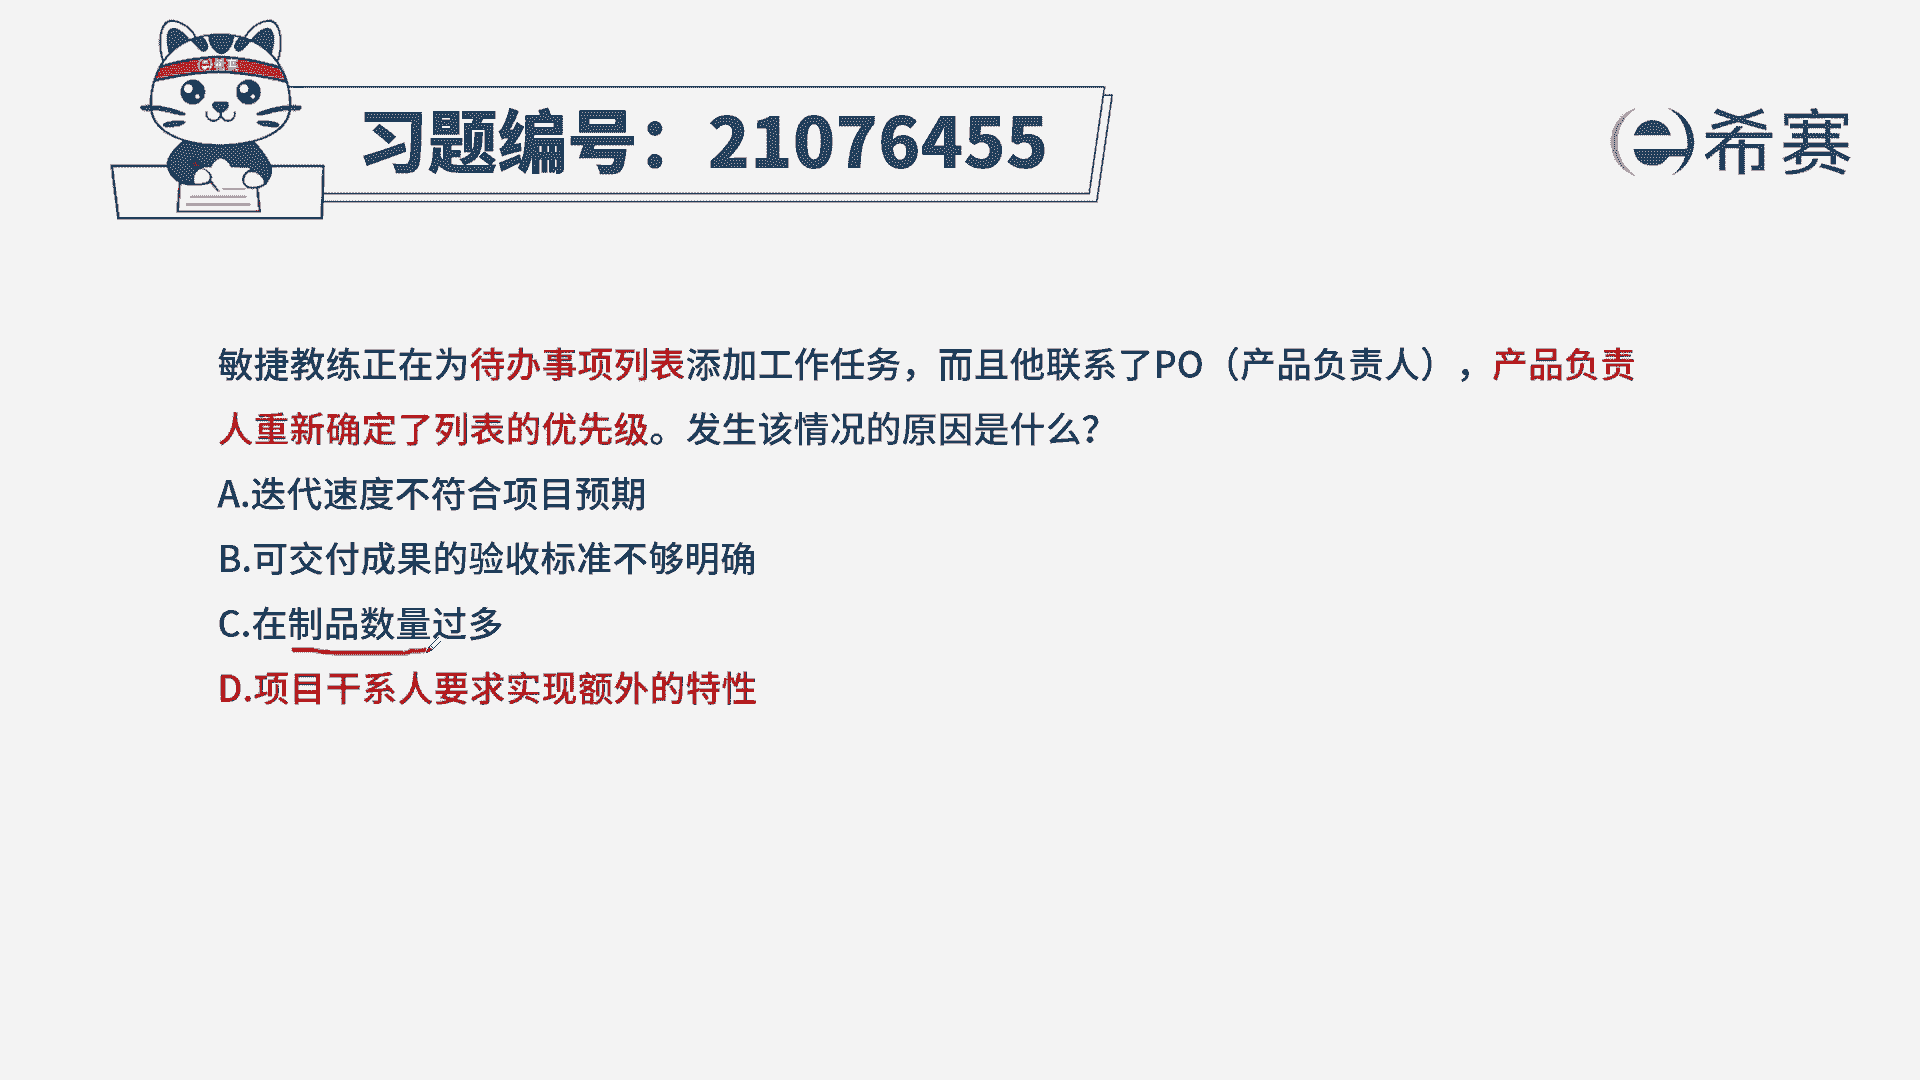 希赛
习题编号：21076455
希赛
敏捷教练正在为待办事项列表添加工作任务，而且他联系了PO（产品负责人），产品负责
人重新确定了列表的优先级。发生该情况的原因是什么？
A.迭代速度不符合项目预期
B.可交付成果的验收标准不够明确
C.在制品数量过多
D.项目干系人要求实现额外的特性